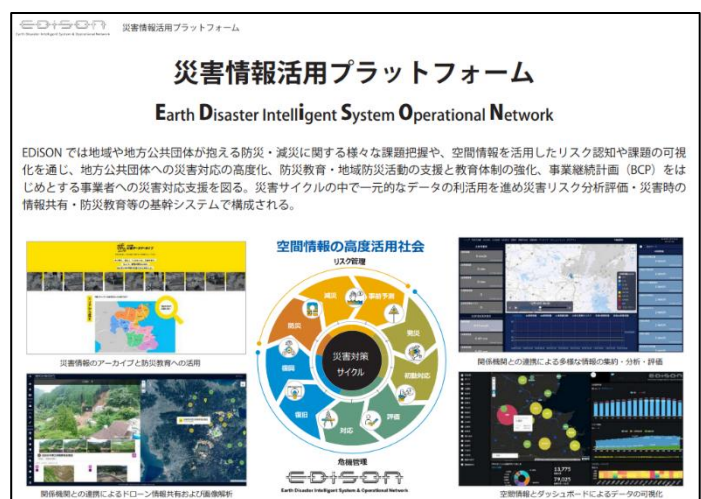 EDiSON 災害情報活用プラットフォーム
Earth Disaster Intelligent System & Operational Network
災害情報活用プラットフォーム
Earth Disaster Intelligent System Operational Network
EDiSON では地域や地方公共団体が抱える防災・減災に関する様々な課題把握や、空間情報を活用したリスク認知や課題の可視
化を通じ、地方公共団体への災害対応の高度化、防災教育・地域防災活動の支援と教育体制の強化、事業継続計画（BCP）をは
じめとする事業者への災害対応支援を図る。災害サイクルの中で一元的なデータの利活用を進め災害リスク分析評価・災害時の
情報共有・防災教育等の基幹システムで構成される。
災害情報のアーカイブと防災教育への活用
関係機関との連携によるドローン情報共有および画像解析
空間情報の高度活用社会
リスク管理
減災
事前予測
防災
発災
復興
初動対応
復旧
対応
評価
災害対策
サイクル
危機管理
EDiSON
Earth Disaster Intelligent System & Operational Network
関係機関との連携による多様な情報の集約・分析・評価
13,775
79,035
空間情報とダッシュボードによるデータの可視化